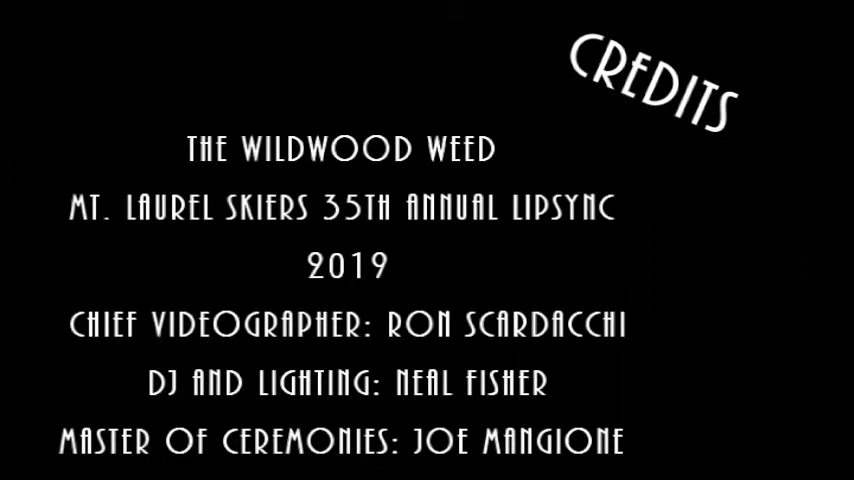 CREDITS
THE WILDWOOD WEED
MT. LAUREL SKIERS 35TH ANNUAL LIPSYNC
2019
CHIEF VIDEOGRAPHER: RON SCARDACCHI
DJ AND LIGHTING: NEAL FISHER
MASTER OF CEREMONIES: JOE MANGIONE